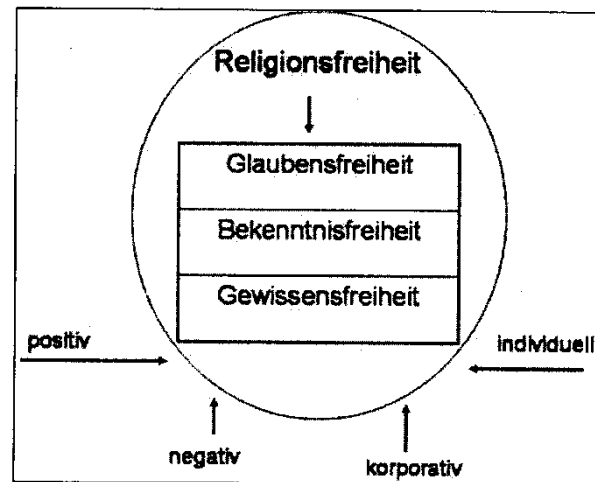 Religionsfreiheit
Glaubensfreiheit
Bekenntnisfreiheit
Gewissensfreiheit
positiv
individuell
negativ
korporativ